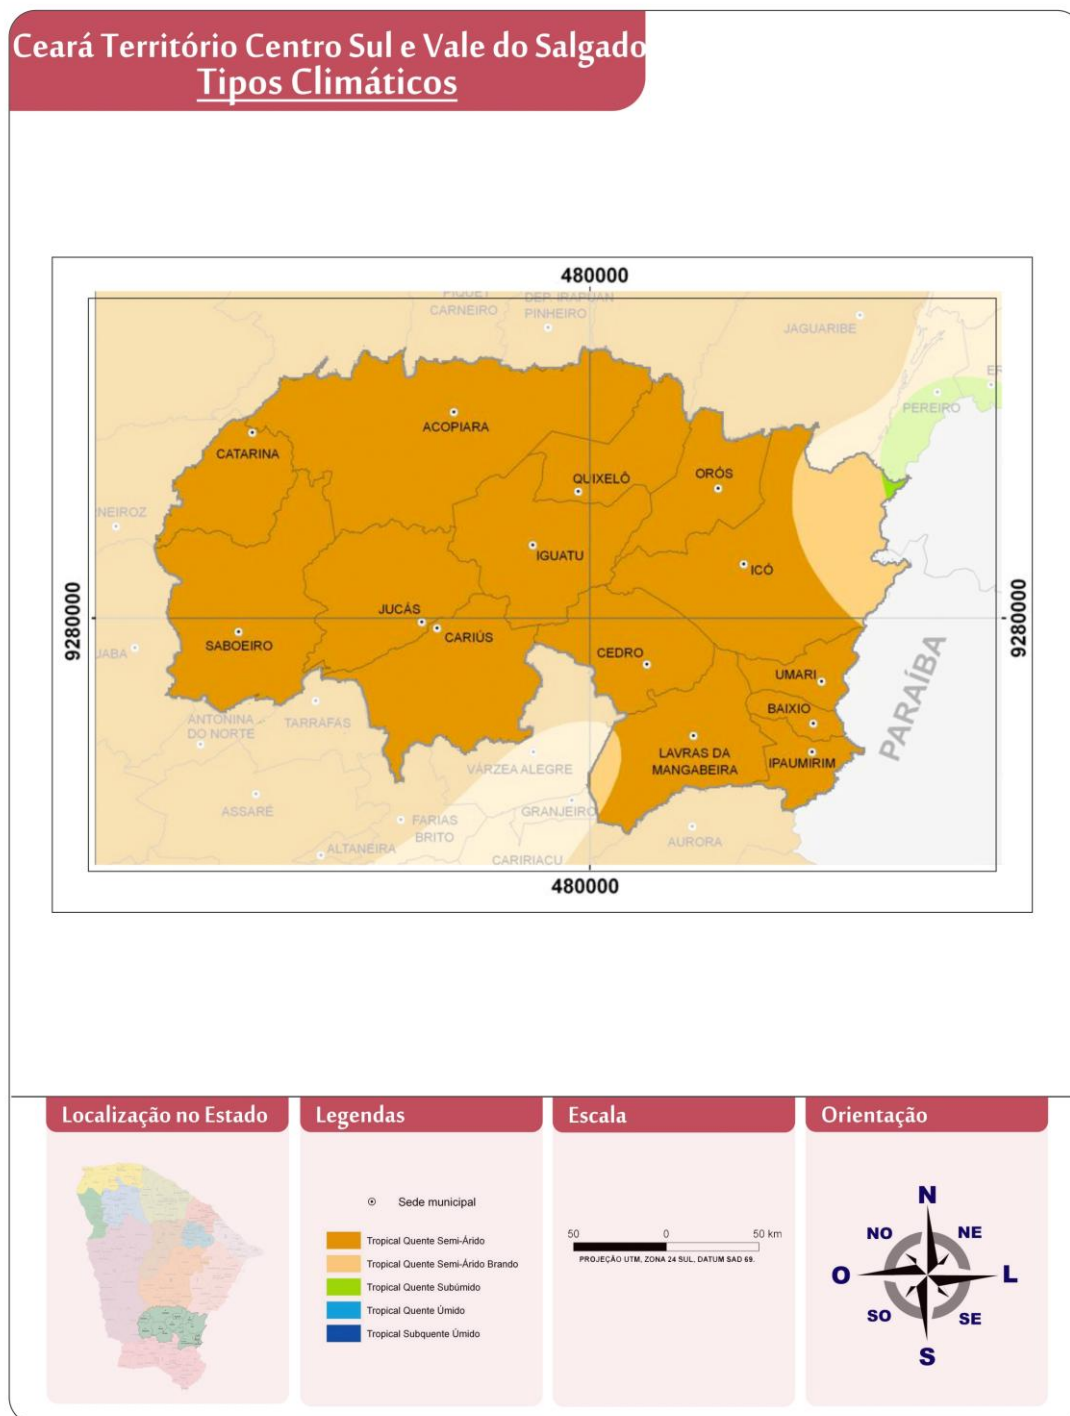 Ceará Território Centro Sul e Vale do Salgado
Tipos Climáticos
480000
PIQUET
CARNEIRO
DEP. IRAPUAN
PINHEIRO
JAGUARIBE
PEREIRO
ACOPIARA
CATARINA
QUIXELÔ
ORÓS
NEIROZ
IGUATU
ICÓ
9280000
9280000
JUCÁS
CARIÚS
SABOEIRO
CEDRO
UMARI
JABA
PARAÍBA
BAIXIO
ANTONINA
DO NORTE
TARRAFAS
LAVRAS DA
MANGABEIRA
IPAUMIRIM
VÁRZEA ALEGRE
ASSARÉ
GRANJEIRO
FARIAS
BRITO
AURORA
ALTANEIRA
CARIRIAÇU
480000
Localização no Estado
Legendas
Sede municipal
Tropical Quente Semi-Árido
Tropical Quente Semi-Árido Brando
Tropical Quente Subúmido
Tropical Quente Úmido
Tropical Subquente Úmido
Escala
50 0 50 km
PROJEÇÃO UTM, ZONA 24 SUL, DATUM SAD 69.
Orientação
N
NO NE
O L
SO SE
S